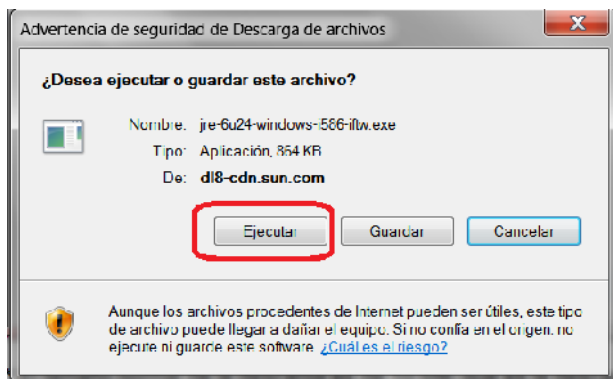 Advertencia de seguridad de Descarga de archivos
¿Desea ejecutar o guardar este archivo?
Nombre: jre-6u24-windows-i586-iftw.exe
Tipo: Aplicación, 864 KB
De: dl8-cdn.sun.com
Ejecutar Guardar Cancelar
Aunque los archivos procedentes de Internet pueden ser útiles, este tipo
de archivo puede llegar a dañar el equipo. Si no confía en el origen, no
ejecute ni guarde este software. ¿Cuál es el riesgo?